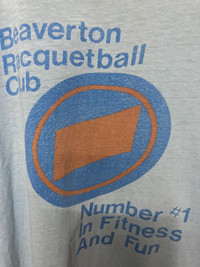 Beaverton
Racquetball
Club
Number #1
In Fitness
And Fun